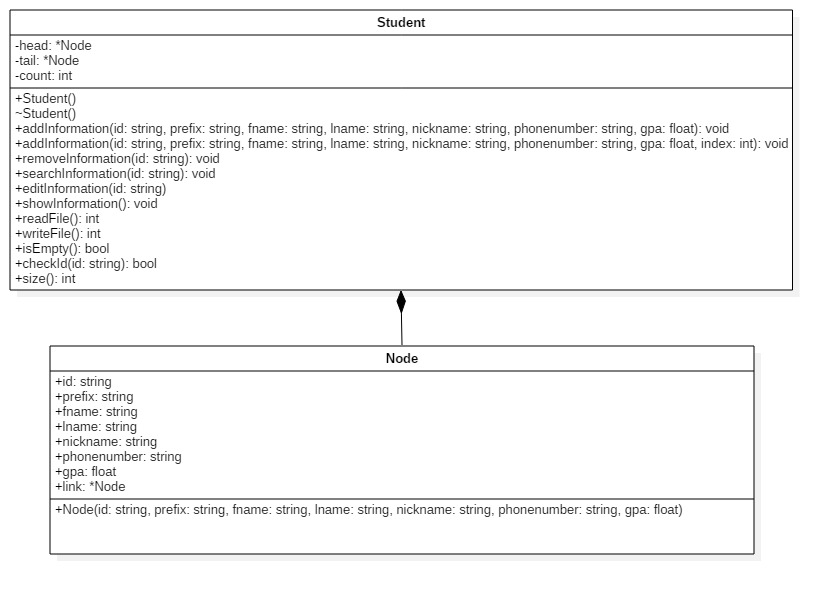 Student
-head: *Node
-tail: *Node
-count: int
+Student()
~Student()
+addInformation(id: string, prefix: string, fname: string, lname: string, nickname: string, phonenumber: string, gpa: float): void
+addInformation(id: string, prefix: string, fname: string, lname: string, nickname: string, phonenumber: string, gpa: float, index: int): void
+removeInformation(id: string): void
+searchInformation(id: string): void
+editInformation(id: string)
+showInformation(): void
+readFile(): int
+writeFile(): int
+isEmpty(): bool
+checkId(id: string): bool
+size(): int
Node
+id: string
+prefix: string
+fname: string
+lname: string
+nickname: string
+phonenumber: string
+gpa: float
+link: *Node
+Node(id: string, prefix: string, fname: string, lname: string, nickname: string, phonenumber: string, gpa: float)